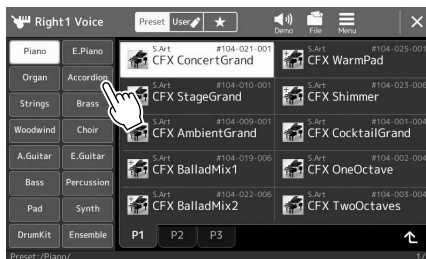 Right1 Voice
Preset User ★
Demo File Menu
Piano E.Piano
Organ Accordion
Strings Brass
Woodwind Choir
A.Guitar E.Guitar
Bass Percussion
Pad Synth
DrumKit Ensemble
S.Art #104-021-001
CFX ConcertGrand
S.Art #104-025-001
CFX WarmPad
S.Art #104-010-001
CFX StageGrand
S.Art #104-023-006
CFX Shimmer
S.Art #104-009-001
CFX AmbientGrand
S.Art #104-001-004
CFX CocktailGrand
S.Art #104-019-006
CFX BalladMix1
S.Art #104-002-004
CFX OneOctave
S.Art #104-022-006
CFX BalladMix2
S.Art #104-003-004
CFX TwoOctaves
P1 P2 P3
Preset:/Piano/
1/